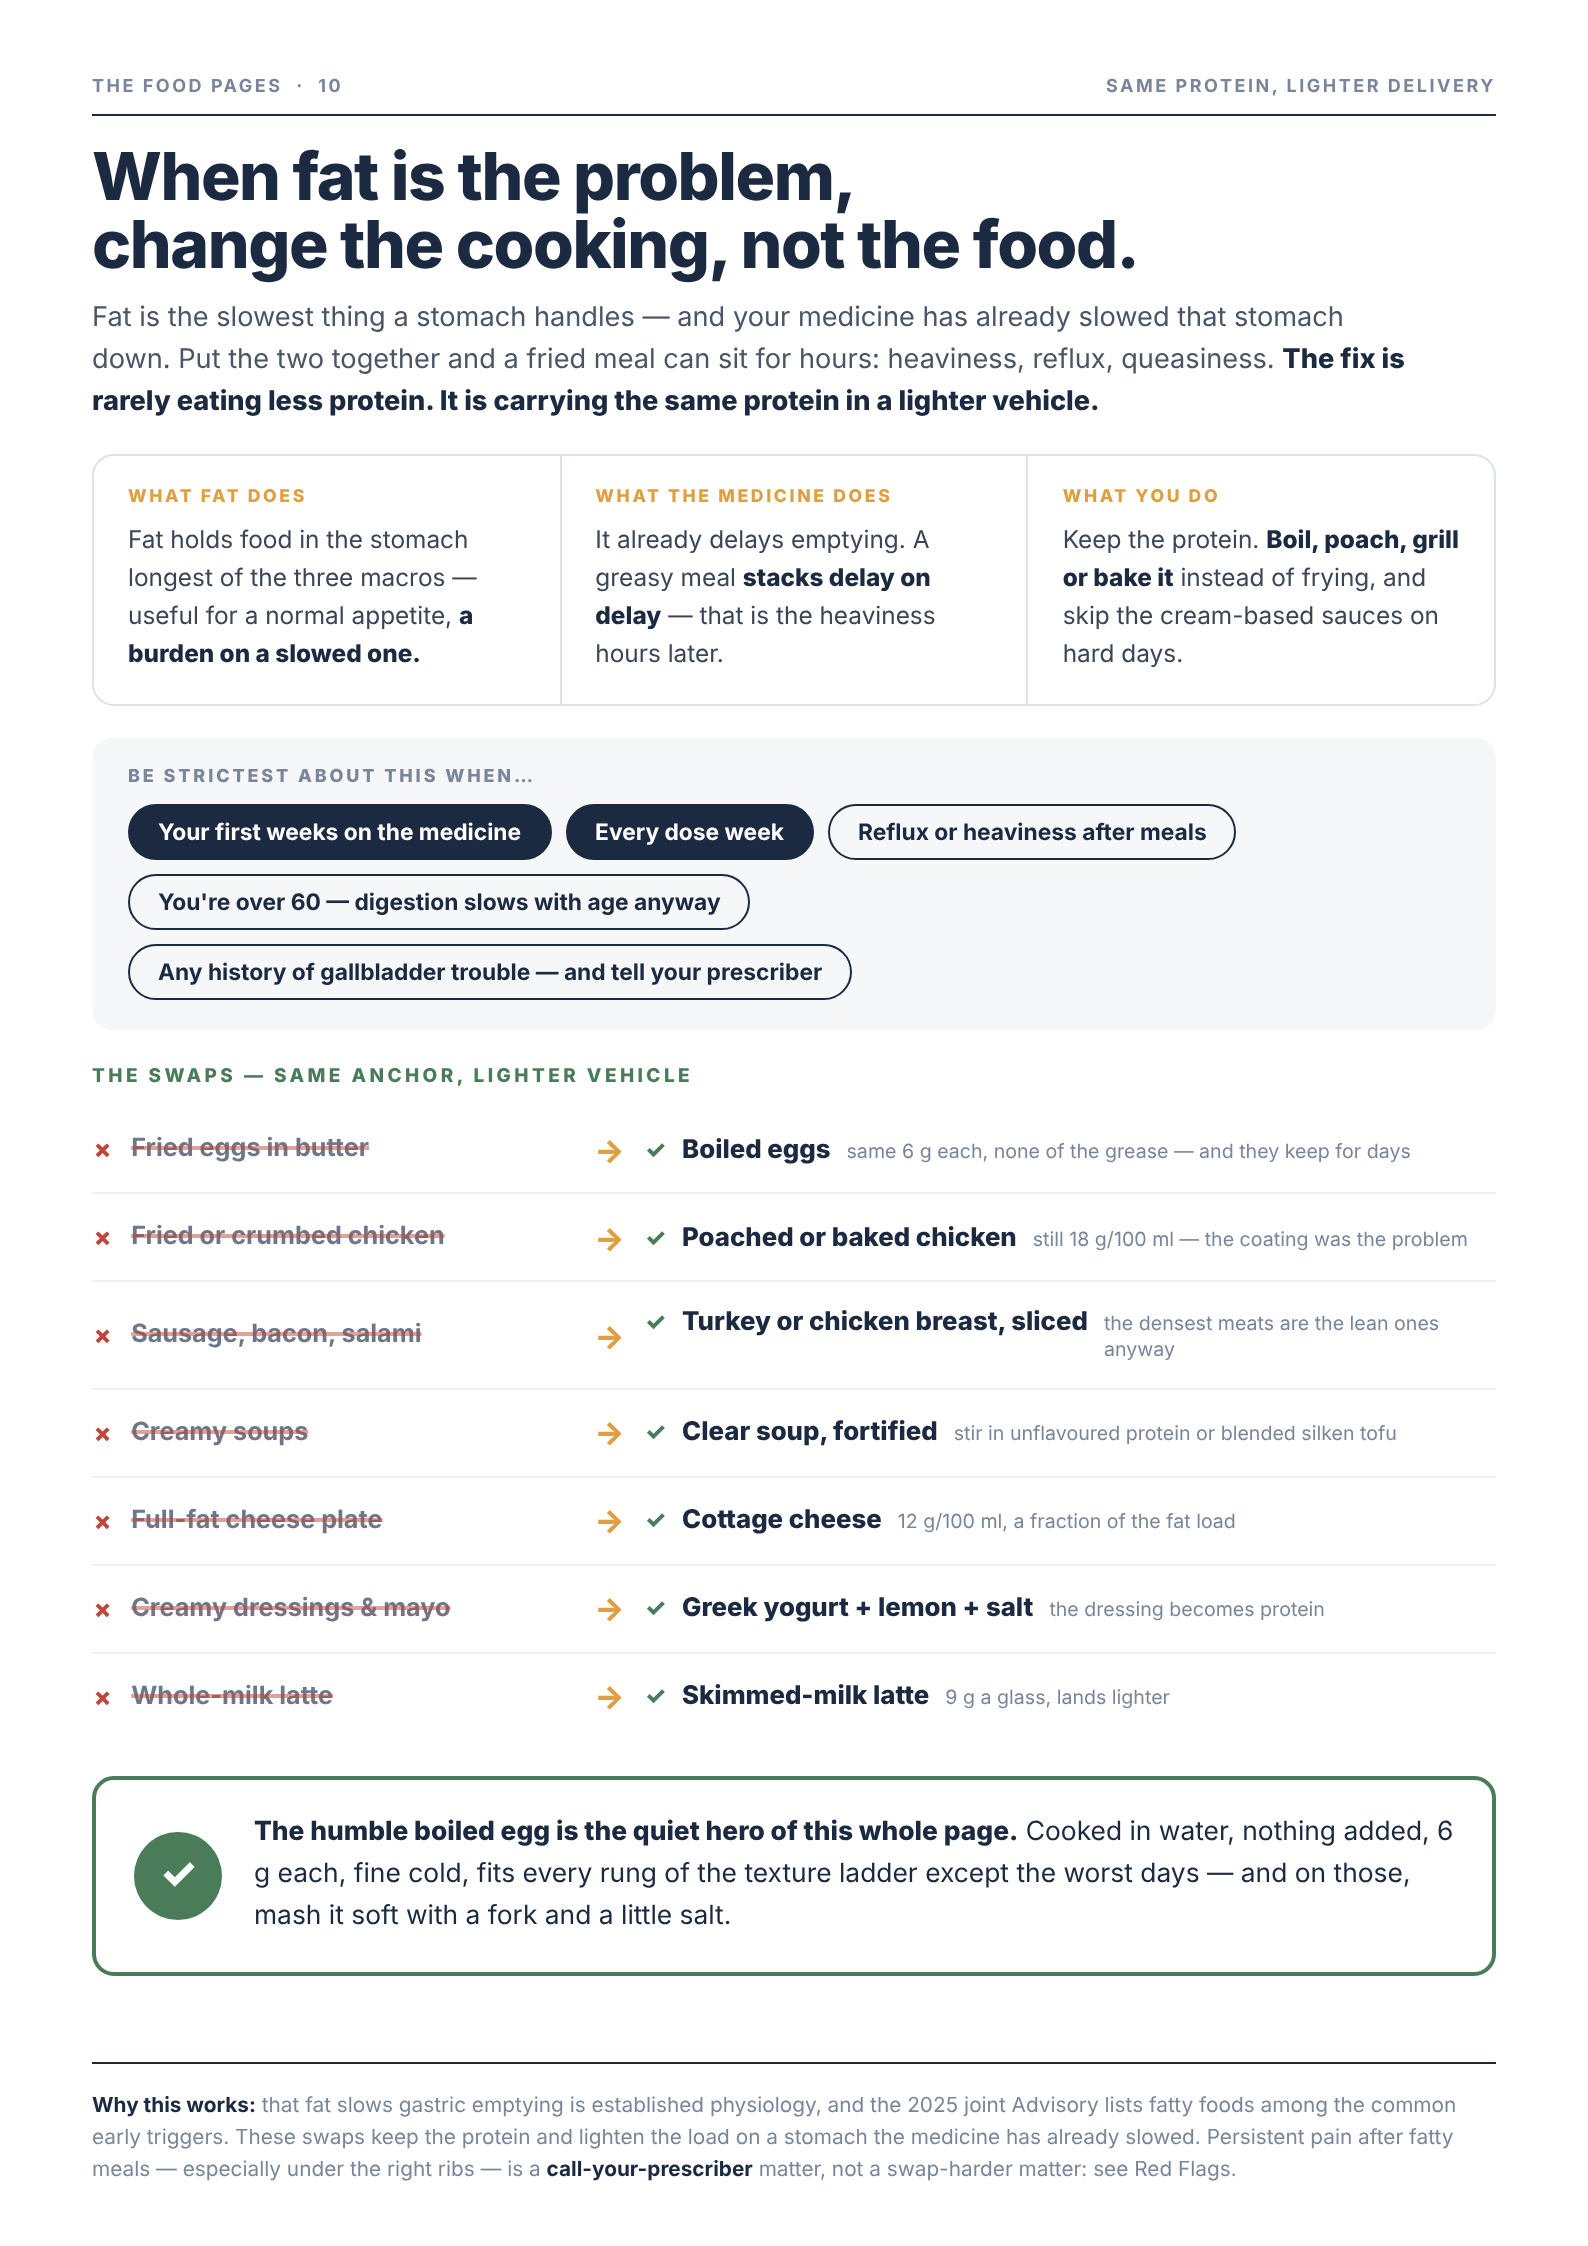 THE FOOD PAGES · 10
SAME PROTEIN, LIGHTER DELIVERY
When fat is the problem,
change the cooking, not the food.
Fat is the slowest thing a stomach handles — and your medicine has already slowed that stomach
down. Put the two together and a fried meal can sit for hours: heaviness, reflux, queasiness. The fix is
rarely eating less protein. It is carrying the same protein in a lighter vehicle.
WHAT FAT DOES
Fat holds food in the stomach
longest of the three macros —
useful for a normal appetite, a
burden on a slowed one.
WHAT THE MEDICINE DOES
It already delays emptying. A
greasy meal stacks delay on
delay — that is the heaviness
hours later.
WHAT YOU DO
Keep the protein. Boil, poach, grill
or bake it instead of frying, and
skip the cream-based sauces on
hard days.
BE STRICTEST ABOUT THIS WHEN…
Your first weeks on the medicine
Every dose week
Reflux or heaviness after meals
You're over 60 — digestion slows with age anyway
Any history of gallbladder trouble — and tell your prescriber
THE SWAPS — SAME ANCHOR, LIGHTER VEHICLE
× Fried eggs in butter → ✓ Boiled eggs same 6 g each, none of the grease — and they keep for days
× Fried or crumbed chicken → ✓ Poached or baked chicken still 18 g/100 ml — the coating was the problem
× Sausage, bacon, salami → ✓ Turkey or chicken breast, sliced the densest meats are the lean ones
anyway
× Creamy soups → ✓ Clear soup, fortified stir in unflavoured protein or blended silken tofu
× Full-fat cheese plate → ✓ Cottage cheese 12 g/100 ml, a fraction of the fat load
× Creamy dressings & mayo → ✓ Greek yogurt + lemon + salt the dressing becomes protein
× Whole-milk latte → ✓ Skimmed-milk latte 9 g a glass, lands lighter
The humble boiled egg is the quiet hero of this whole page. Cooked in water, nothing added, 6
g each, fine cold, fits every rung of the texture ladder except the worst days — and on those,
mash it soft with a fork and a little salt.
Why this works: that fat slows gastric emptying is established physiology, and the 2025 joint Advisory lists fatty foods among the common
early triggers. These swaps keep the protein and lighten the load on a stomach the medicine has already slowed. Persistent pain after fatty
meals — especially under the right ribs — is a call-your-prescriber matter, not a swap-harder matter: see Red Flags.